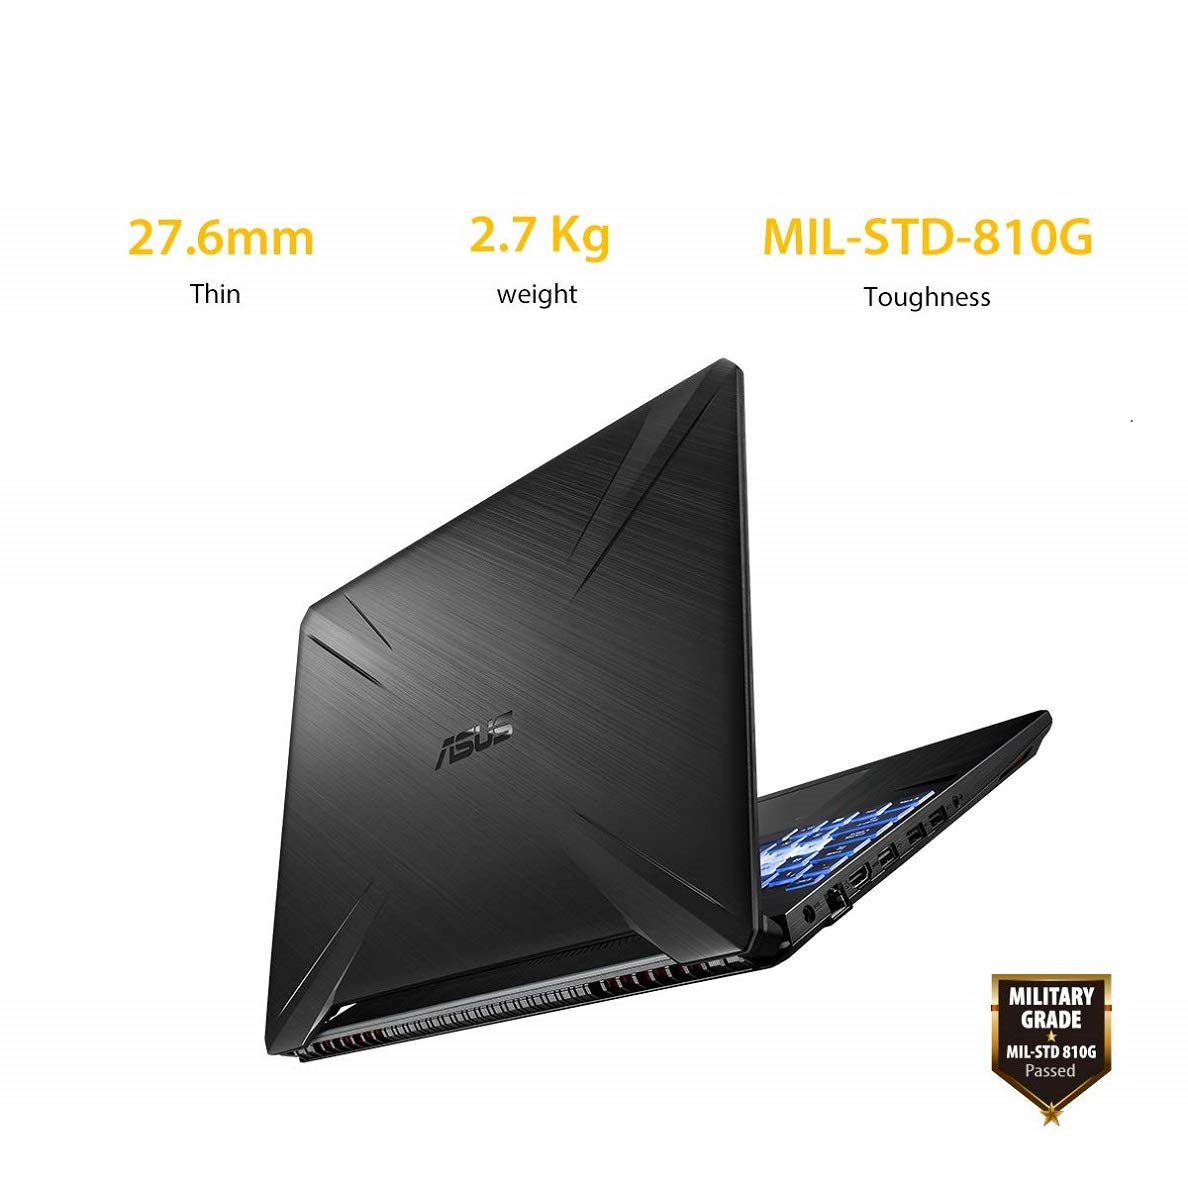 27.6mm
Thin
2.7 Kg
weight
MIL-STD-810G
Toughness
ASUS
MILITARY
GRADE
MIL-STD 810G
Passed